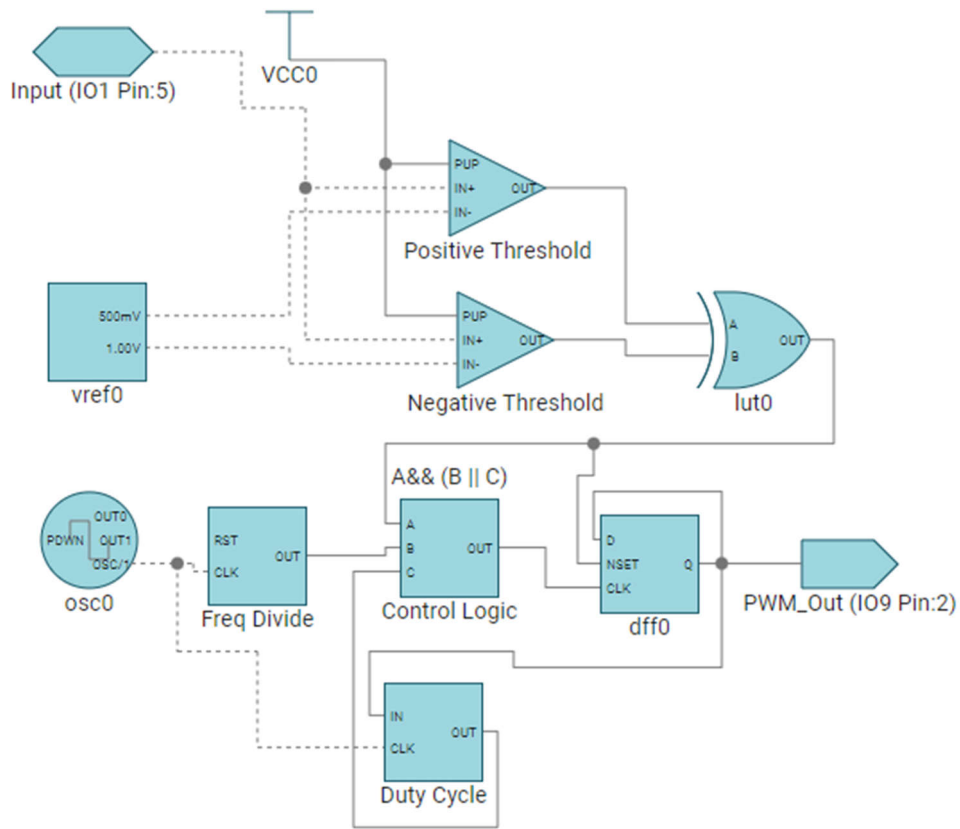 VCC0
Input (IO1 Pin:5)
PUP
IN+
IN-
OUT
Positive Threshold
500mV
1.00V
vref0
PUP
IN+
IN-
OUT
Negative Threshold
A
B
OUT
lut0
A&& (B || C)
OUT0
PDWN
OUT1
OSC/1
osc0
RST
CLK
OUT
Freq Divide
A
B
C
OUT
Control Logic
D
NSET
CLK
Q
dff0
PWM_Out (IO9 Pin:2)
IN
CLK
OUT
Duty Cycle